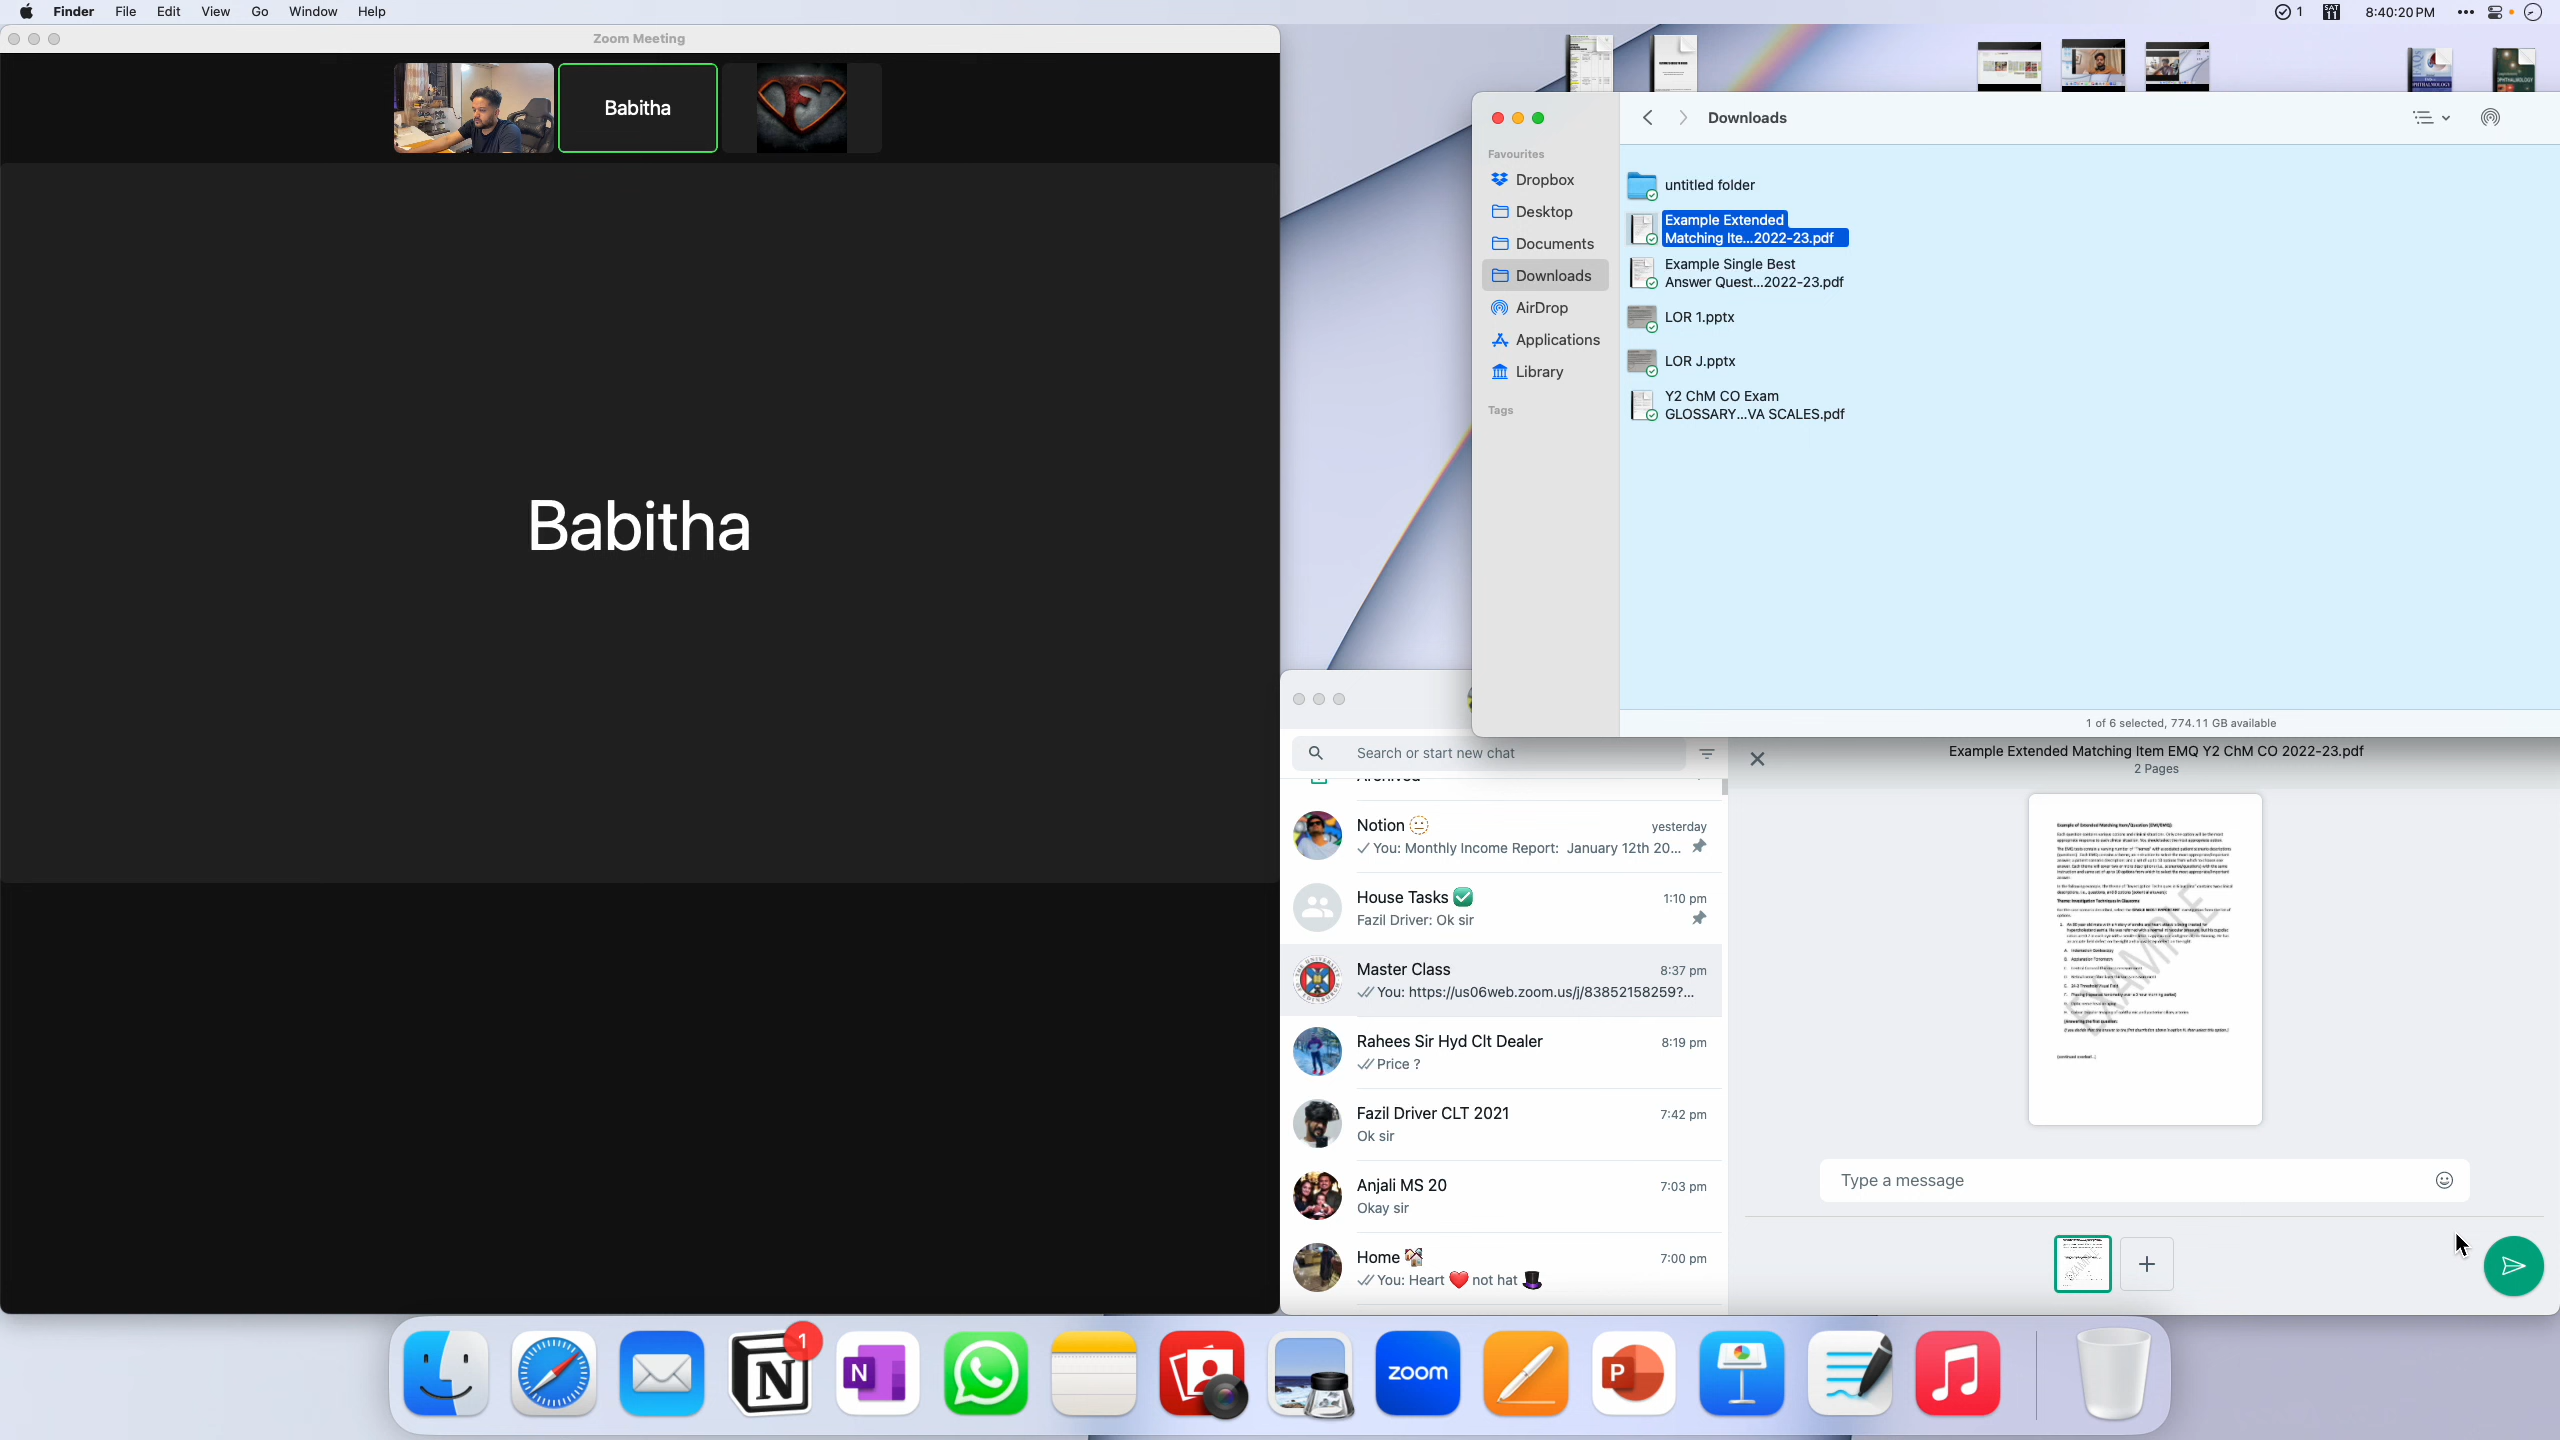 Finder File Edit View Go Window Help
1 SAT 11 8:40:20 PM
Zoom Meeting
Babitha
Babitha
Downloads
Favourites
Dropbox
Desktop
Documents
Downloads
AirDrop
Applications
Library
Tags
untitled folder
Example Extended
Matching Ite...2022-23.pdf
Example Single Best
Answer Quest...2022-23.pdf
LOR 1.pptx
LOR J.pptx
Y2 ChM CO Exam
GLOSSARY...VA SCALES.pdf
1 of 6 selected, 774.11 GB available
Search or start new chat
Notion yesterday
You: Monthly Income Report: January 12th 20...
House Tasks 1:10 pm
Fazil Driver: Ok sir
Master Class 8:37 pm
You: https://us06web.zoom.us/j/83852158259?...
Rahees Sir Hyd Clt Dealer 8:19 pm
Price ?
Fazil Driver CLT 2021 7:42 pm
Ok sir
Anjali MS 20 7:03 pm
Okay sir
Home 7:00 pm
You: Heart ❤️ not hat 🎩
Example Extended Matching Item EMQ Y2 ChM CO 2022-23.pdf
2 Pages
EXAMPLE
Type a message
1
N
N
zoom
P